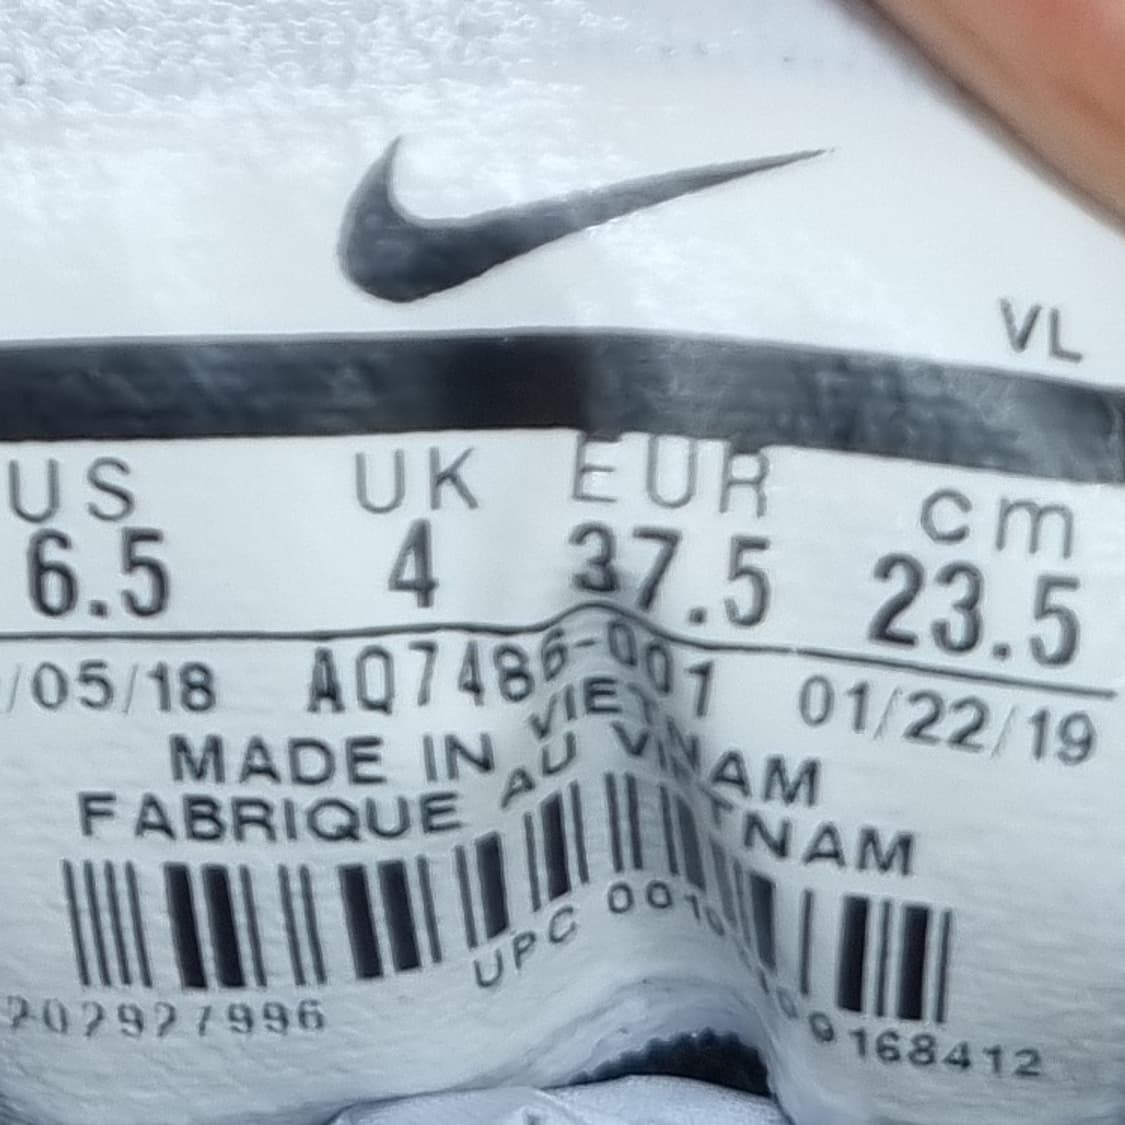 VL
US UK EUR cm
6.5 4 37.5 23.5
/05/18 AQ7486-001 01/22/19
MADE IN VIETNAM
FABRIQUE AU VIETNAM
UPC